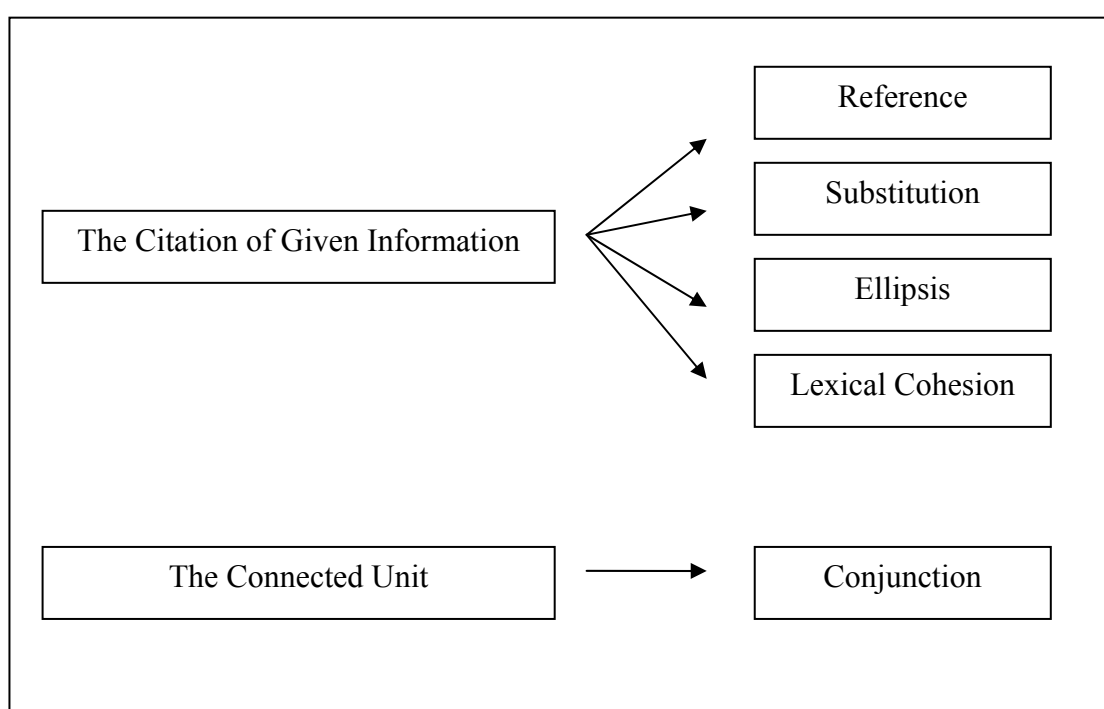 Reference
Substitution
The Citation of Given Information
Ellipsis
Lexical Cohesion
The Connected Unit
Conjunction